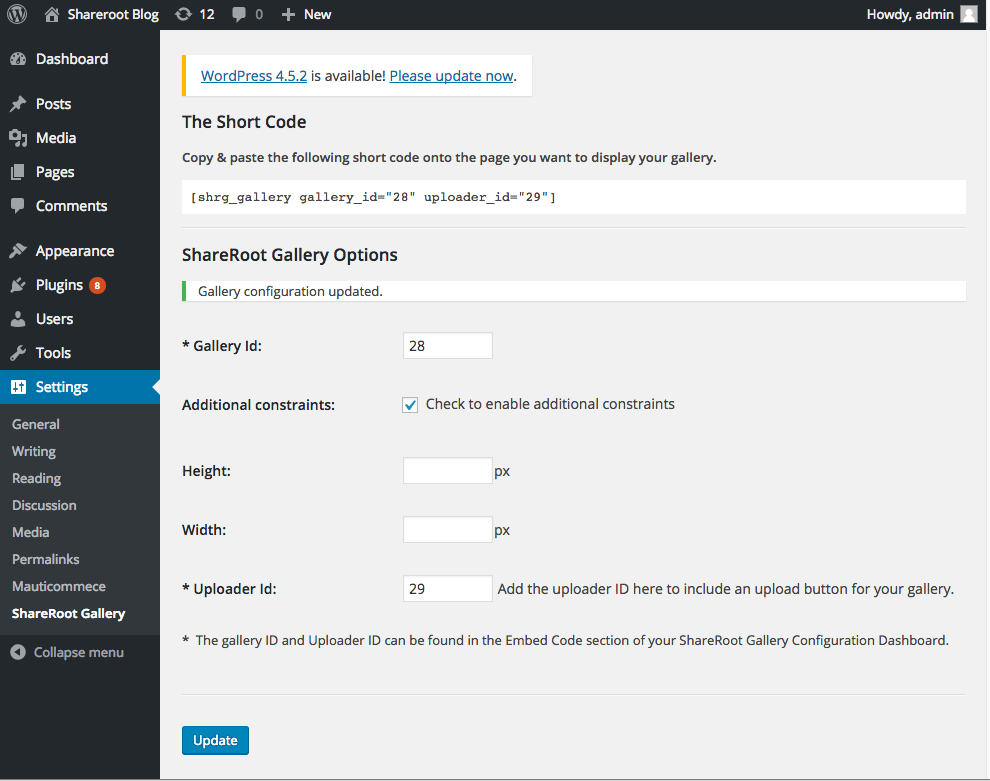 Shareroot Blog 12 0 New Howdy, admin
Dashboard
Posts
Media
Pages
Comments
Appearance
Plugins 8
Users
Tools
Settings
General
Writing
Reading
Discussion
Media
Permalinks
Mauticommece
ShareRoot Gallery
Collapse menu
WordPress 4.5.2 is available! Please update now.
The Short Code
Copy & paste the following short code onto the page you want to display your gallery.
[shrg_gallery gallery_id="28" uploader_id="29"]
ShareRoot Gallery Options
Gallery configuration updated.
* Gallery Id: 28
Additional constraints: Check to enable additional constraints
Height: px
Width: px
* Uploader Id: 29 Add the uploader ID here to include an upload button for your gallery.
* The gallery ID and Uploader ID can be found in the Embed Code section of your ShareRoot Gallery Configuration Dashboard.
Update